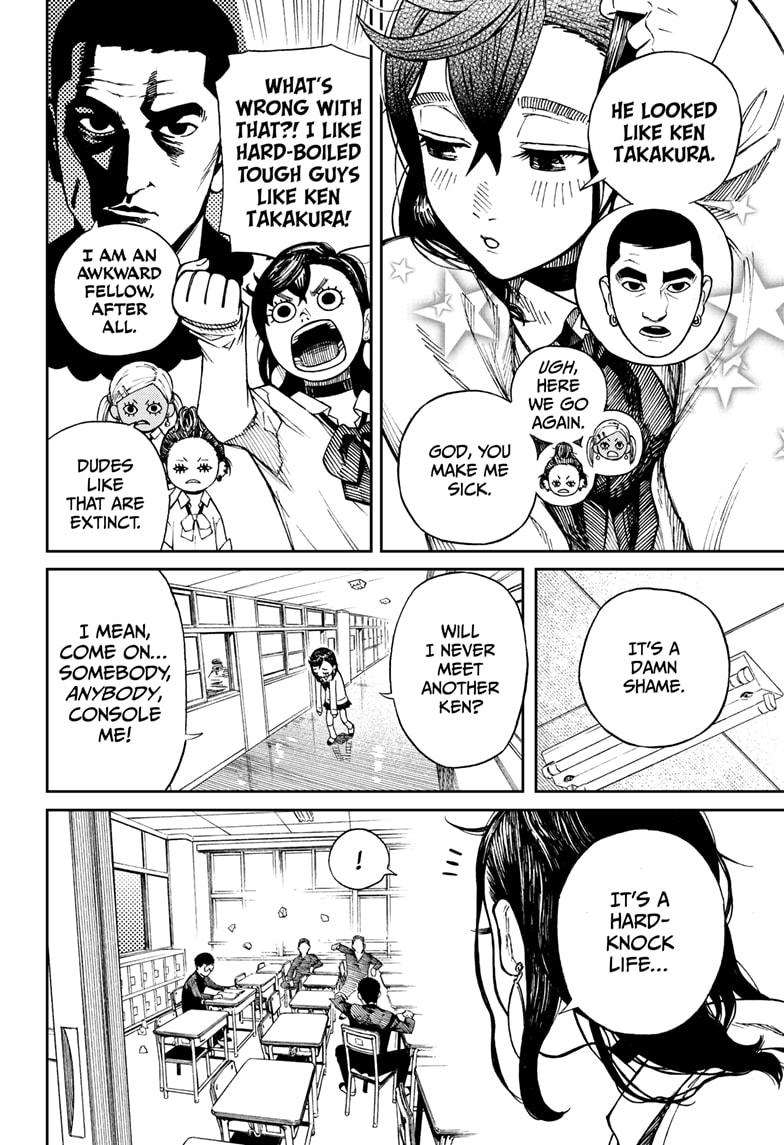 HE LOOKED
LIKE KEN
TAKAKURA.
UGH,
HERE
WE GO
AGAIN.
GOD, YOU
MAKE ME
SICK.
WHAT'S
WRONG WITH
THAT?! I LIKE
HARD-BOILED
TOUGH GUYS
LIKE KEN
TAKAKURA!
I AM AN
AWKWARD
FELLOW,
AFTER
ALL.
DUDES
LIKE
THAT ARE
EXTINCT.
IT'S A
DAMN
SHAME.
WILL
I NEVER
MEET
ANOTHER
KEN?
I MEAN,
COME ON...
SOMEBODY,
ANYBODY,
CONSOLE
ME!
IT'S A
HARD-
KNOCK
LIFE...
!